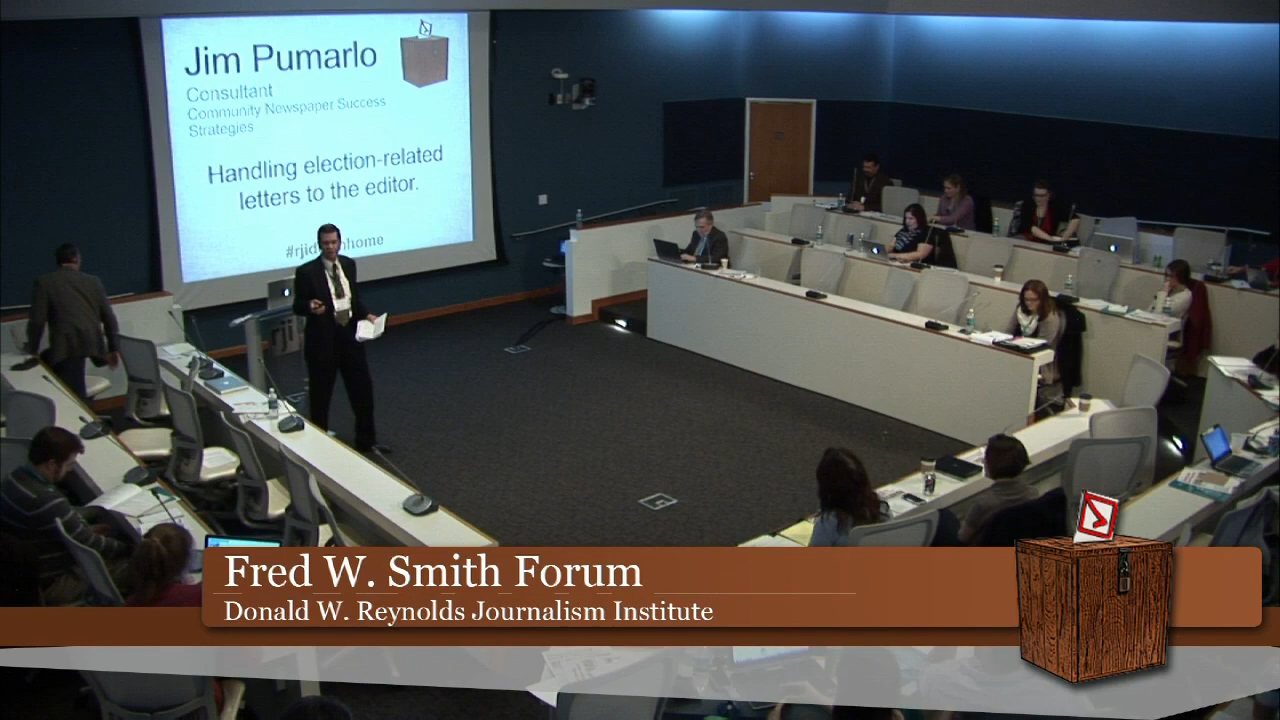 Jim Pumarlo
Consultant
Community Newspaper Success
Strategies
Handling election-related
letters to the editor.
rji
Fred W. Smith Forum
Donald W. Reynolds Journalism Institute